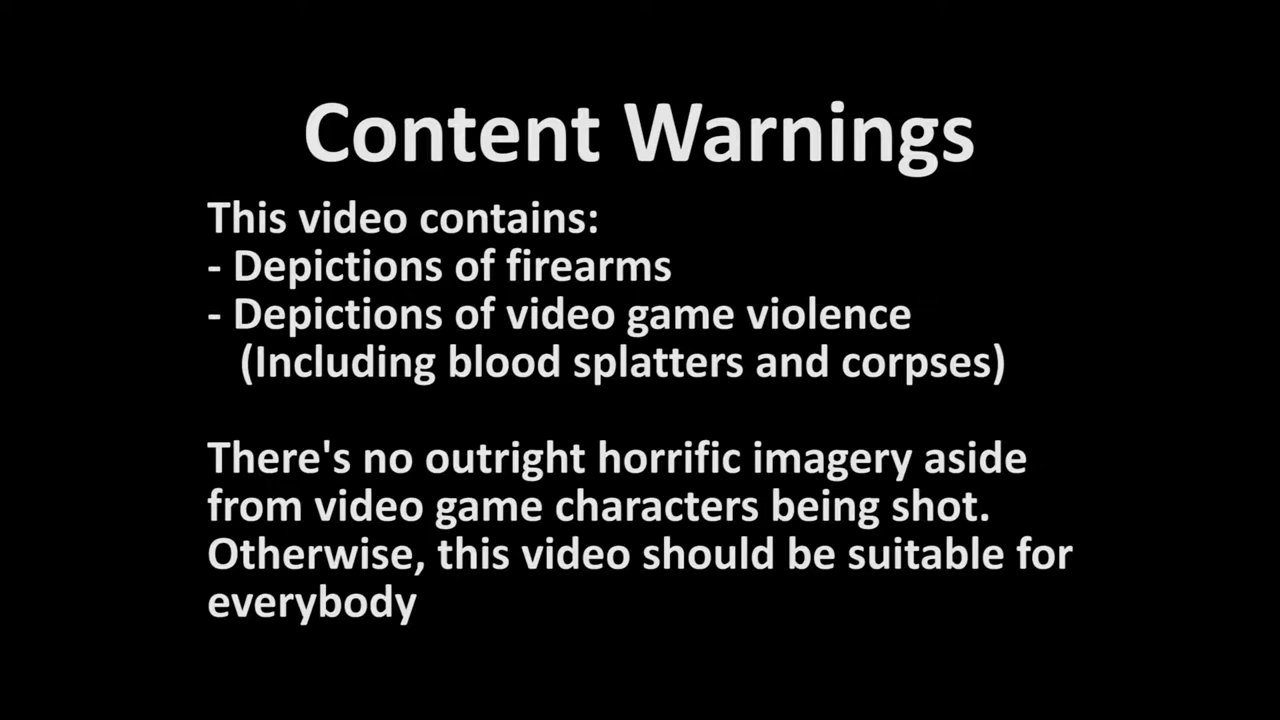 Content Warnings
This video contains:
- Depictions of firearms
- Depictions of video game violence
(Including blood splatters and corpses)
There's no outright horrific imagery aside
from video game characters being shot.
Otherwise, this video should be suitable for
everybody